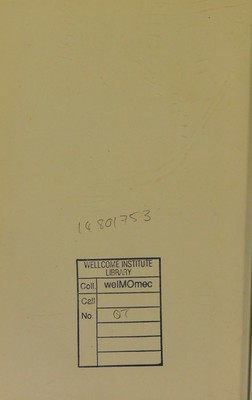 14801753
WELLCOME INSTITUTE
LIBRARY
Coll. welMOmec
Call
No. QT